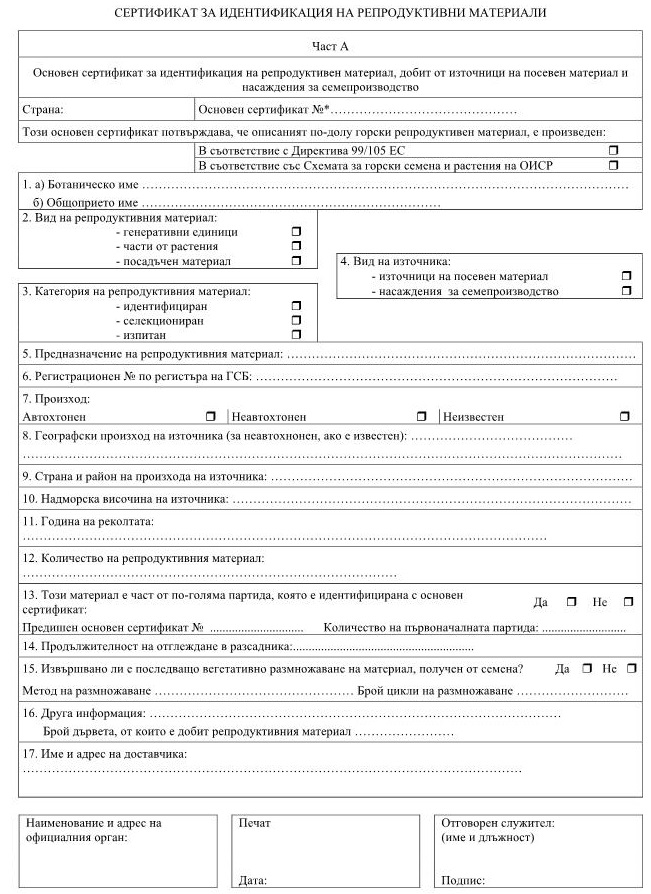 СЕРТИФИКАТ ЗА ИДЕНТИФИКАЦИЯ НА РЕПРОДУКТИВНИ МАТЕРИАЛИ
Част А
Основен сертификат за идентификация на репродуктивен материал, добит от източници на посевен материал и
насаждения за семепроизводство
Страна: Основен сертификат №*……………………………………
Този основен сертификат потвърждава, че описаният по-долу горски репродуктивен материал, е произведен:
В съответствие с Директива 99/105 ЕС ❒
В съответствие със Схемата за горски семена и растения на ОИСР ❒
1. а) Ботаническо име ……………………………………………………………………………………
б) Общоприето име ……………………………………………………
2. Вид на репродуктивния материал:
- генеративни единици ❒
- части от растения ❒
- посадъчен материал ❒
4. Вид на източника:
- източници на посевен материал ❒
- насаждения за семепроизводство ❒
3. Категория на репродуктивния материал:
- идентифициран ❒
- селекциониран ❒
- изпитан ❒
5. Предназначение на репродуктивния материал: ……………………………………………………………
6. Регистрационен № по регистъра на ГСБ: ……………………………………………………………
7. Произход:
Автохтонен ❒ Неавтохтонен ❒ Неизвестен ❒
8. Географски произход на източника (за неавтохнонен, ако е известен): ……………………………
……………………………………………………………………………………………………
9. Страна и район на произхода на източника: ……………………………………………………………
10. Надморска височина на източника: ……………………………………………………………………
11. Година на реколтата:
……………………………………………………………………………………………
12. Количество на репродуктивния материал:
………………………………………………………………
13. Този материал е част от по-голяма партида, която е идентифицирана с основен Да ❒ Не ❒
сертификат:
Предишен основен сертификат № .............................. Количество на първоначалната партида: ...........................
14. Продължителност на отглеждане в разсадника:..........................................................
15. Извършвано ли е последващо вегетативно размножаване на материал, получен от семена? Да ❒ Не ❒
Метод на размножаване ………………………………… Брой цикли на размножаване …………………
16. Друга информация: ………………………………………………………………………
Брой дървета, от които е добит репродуктивния материал …………………
17. Име и адрес на доставчика:
………………………………………………………………………………………
Наименование и адрес на
официалния орган:
Печат
Дата:
Отговорен служител:
(име и длъжност)
Подпис: